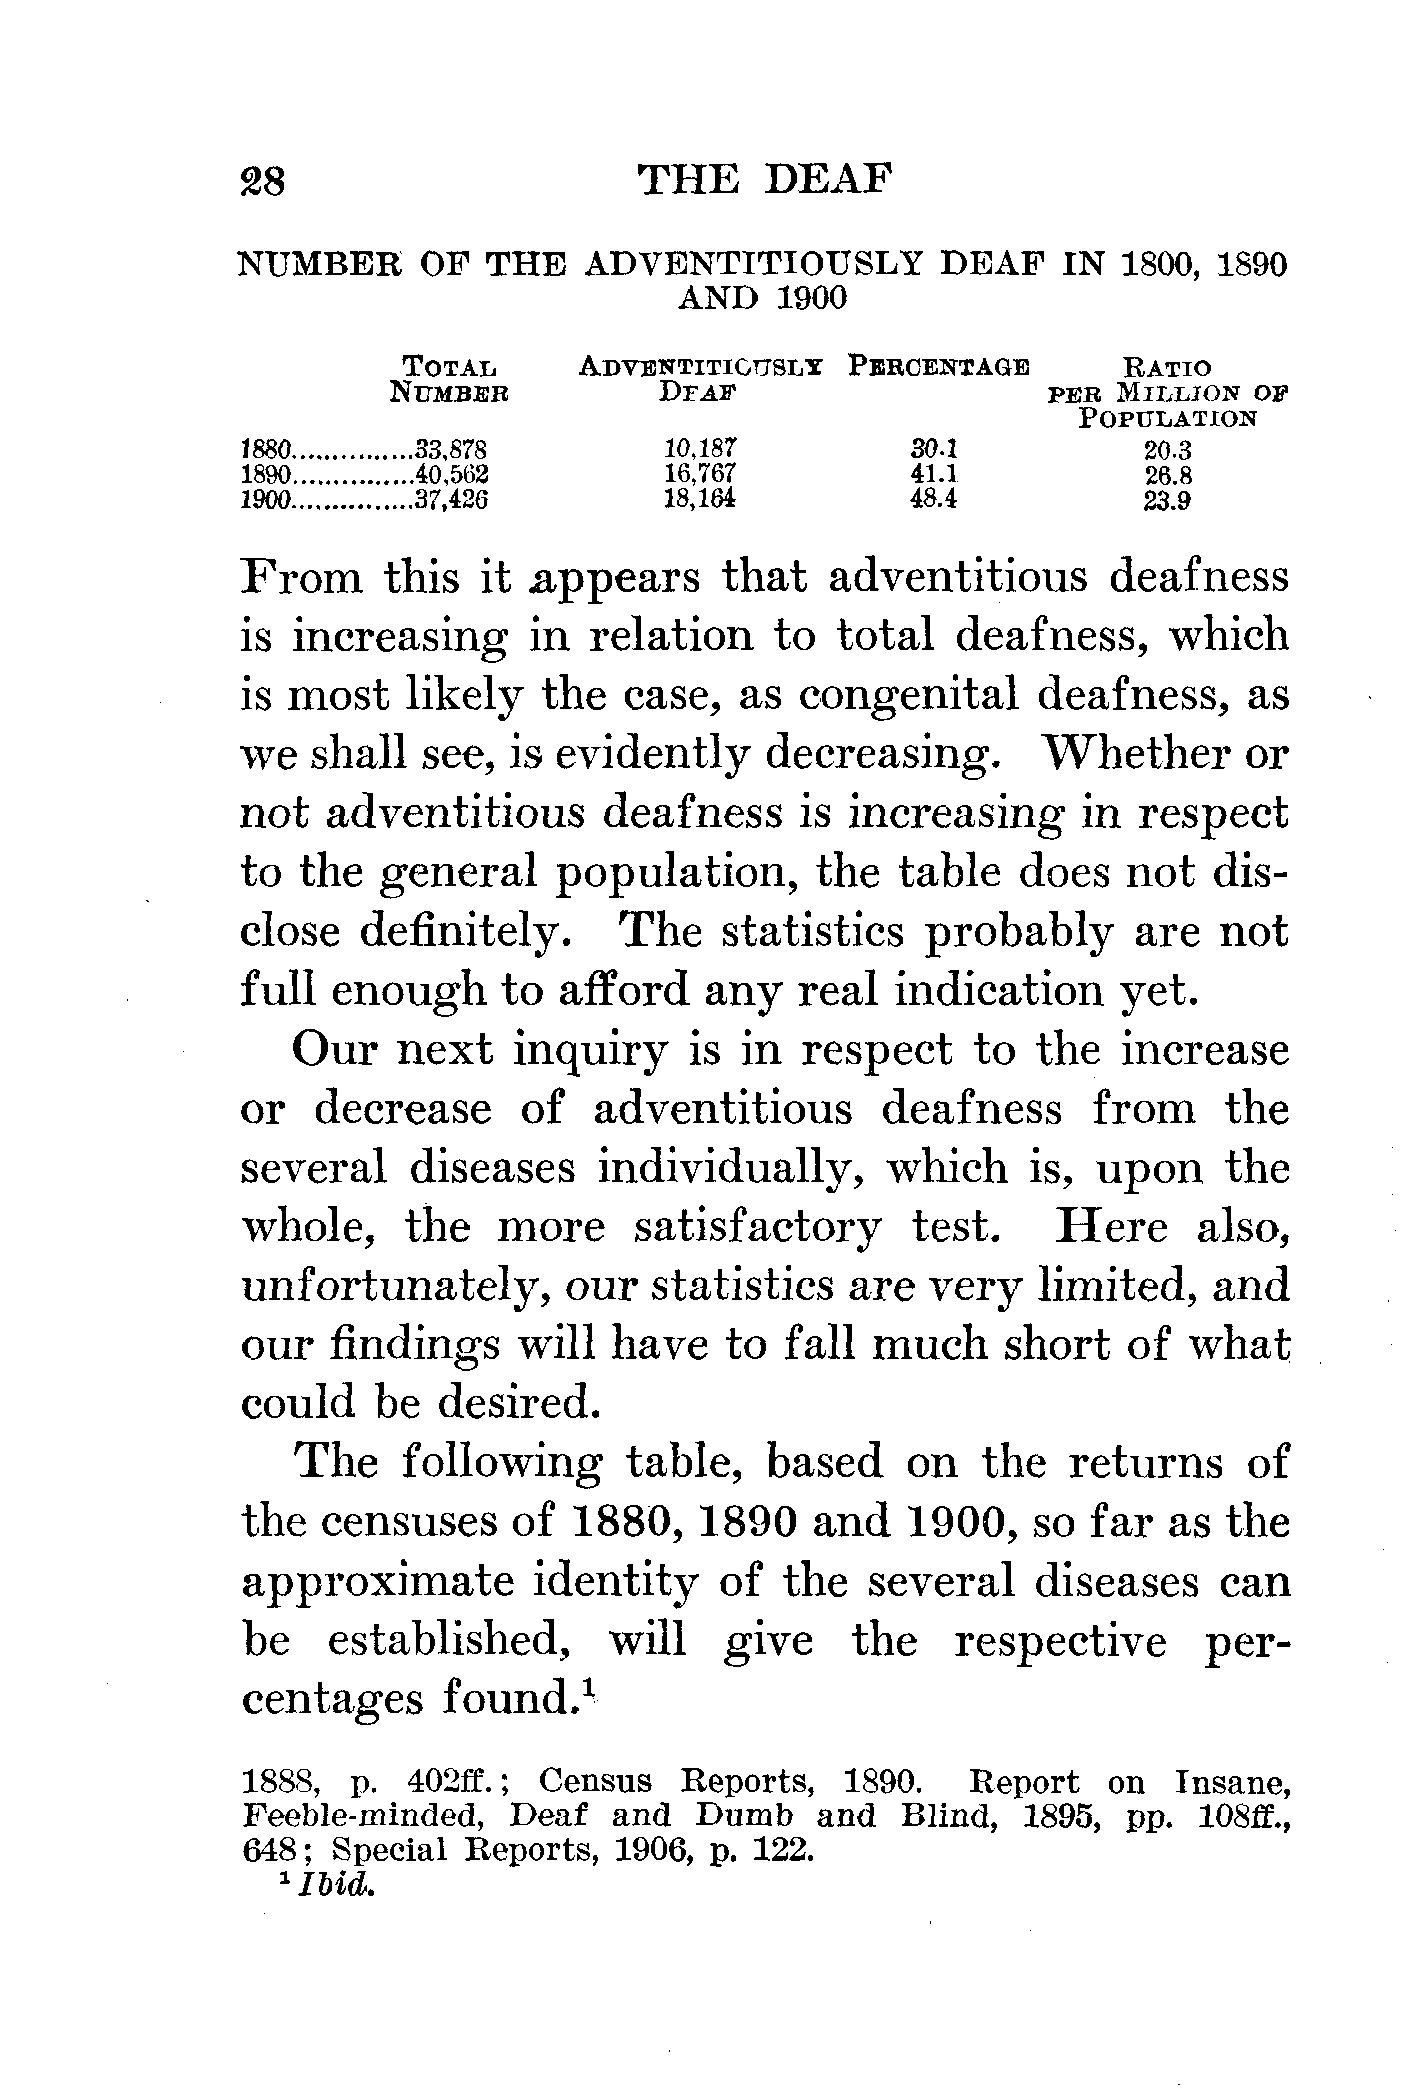 28 THE DEAF
NUMBER OF THE ADVENTITIOUSLY DEAF IN 1800, 1890
AND 1900
TOTAL ADVENTITIOUSLY PERCENTAGE RATIO
NUMBER DEAF PER MILLION OF
POPULATION
1880...............33,878 10,187 30.1 20.3
1890...............40,562 16,767 41.1 26.8
1900...............37,426 18,164 48.4 23.9
From this it appears that adventitious deafness
is increasing in relation to total deafness, which
is most likely the case, as congenital deafness, as
we shall see, is evidently decreasing. Whether or
not adventitious deafness is increasing in respect
to the general population, the table does not dis-
close definitely. The statistics probably are not
full enough to afford any real indication yet.
Our next inquiry is in respect to the increase
or decrease of adventitious deafness from the
several diseases individually, which is, upon the
whole, the more satisfactory test. Here also,
unfortunately, our statistics are very limited, and
our findings will have to fall much short of what
could be desired.
The following table, based on the returns of
the censuses of 1880, 1890 and 1900, so far as the
approximate identity of the several diseases can
be established, will give the respective per-
centages found.¹
1888, p. 402ff.; Census Reports, 1890. Report on Insane,
Feeble-minded, Deaf and Dumb and Blind, 1895, pp. 108ff.,
648; Special Reports, 1906, p. 122.
¹ Ibid.